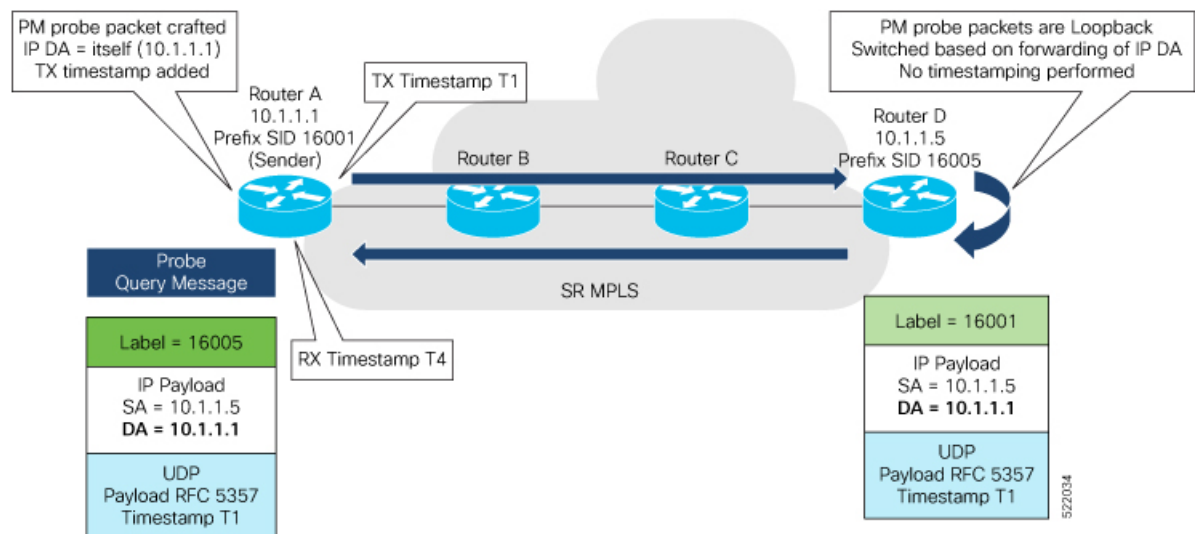 PM probe packet crafted
IP DA = itself (10.1.1.1)
TX timestamp added
TX Timestamp T1
PM probe packets are Loopback
Switched based on forwarding of IP DA
No timestamping performed
Router A
10.1.1.1
Prefix SID 16001
(Sender)
Router B
Router C
Router D
10.1.1.5
Prefix SID 16005
Probe
Query Message
SR MPLS
RX Timestamp T4
Label = 16005
IP Payload
SA = 10.1.1.5
DA = 10.1.1.1
UDP
Payload RFC 5357
Timestamp T1
Label = 16001
IP Payload
SA = 10.1.1.5
DA = 10.1.1.1
UDP
Payload RFC 5357
Timestamp T1
522034